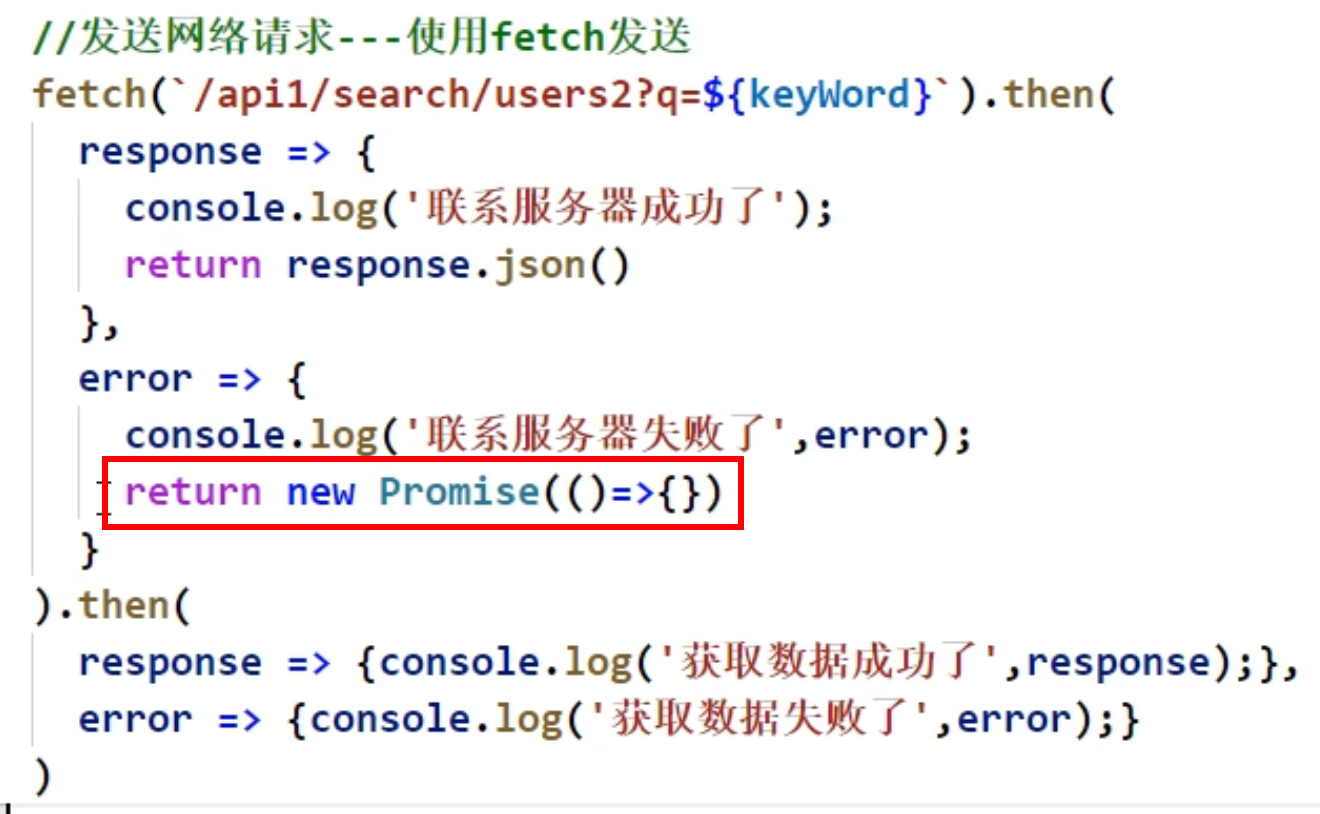 //发送网络请求---使用fetch发送
fetch(`/api1/search/users2?q=${keyWord}`).then(
response => {
console.log('联系服务器成功了');
return response.json()
},
error => {
console.log('联系服务器失败了',error);
return new Promise(()=>{})
}
).then(
response => {console.log('获取数据成功了',response);},
error => {console.log('获取数据失败了',error);}
)